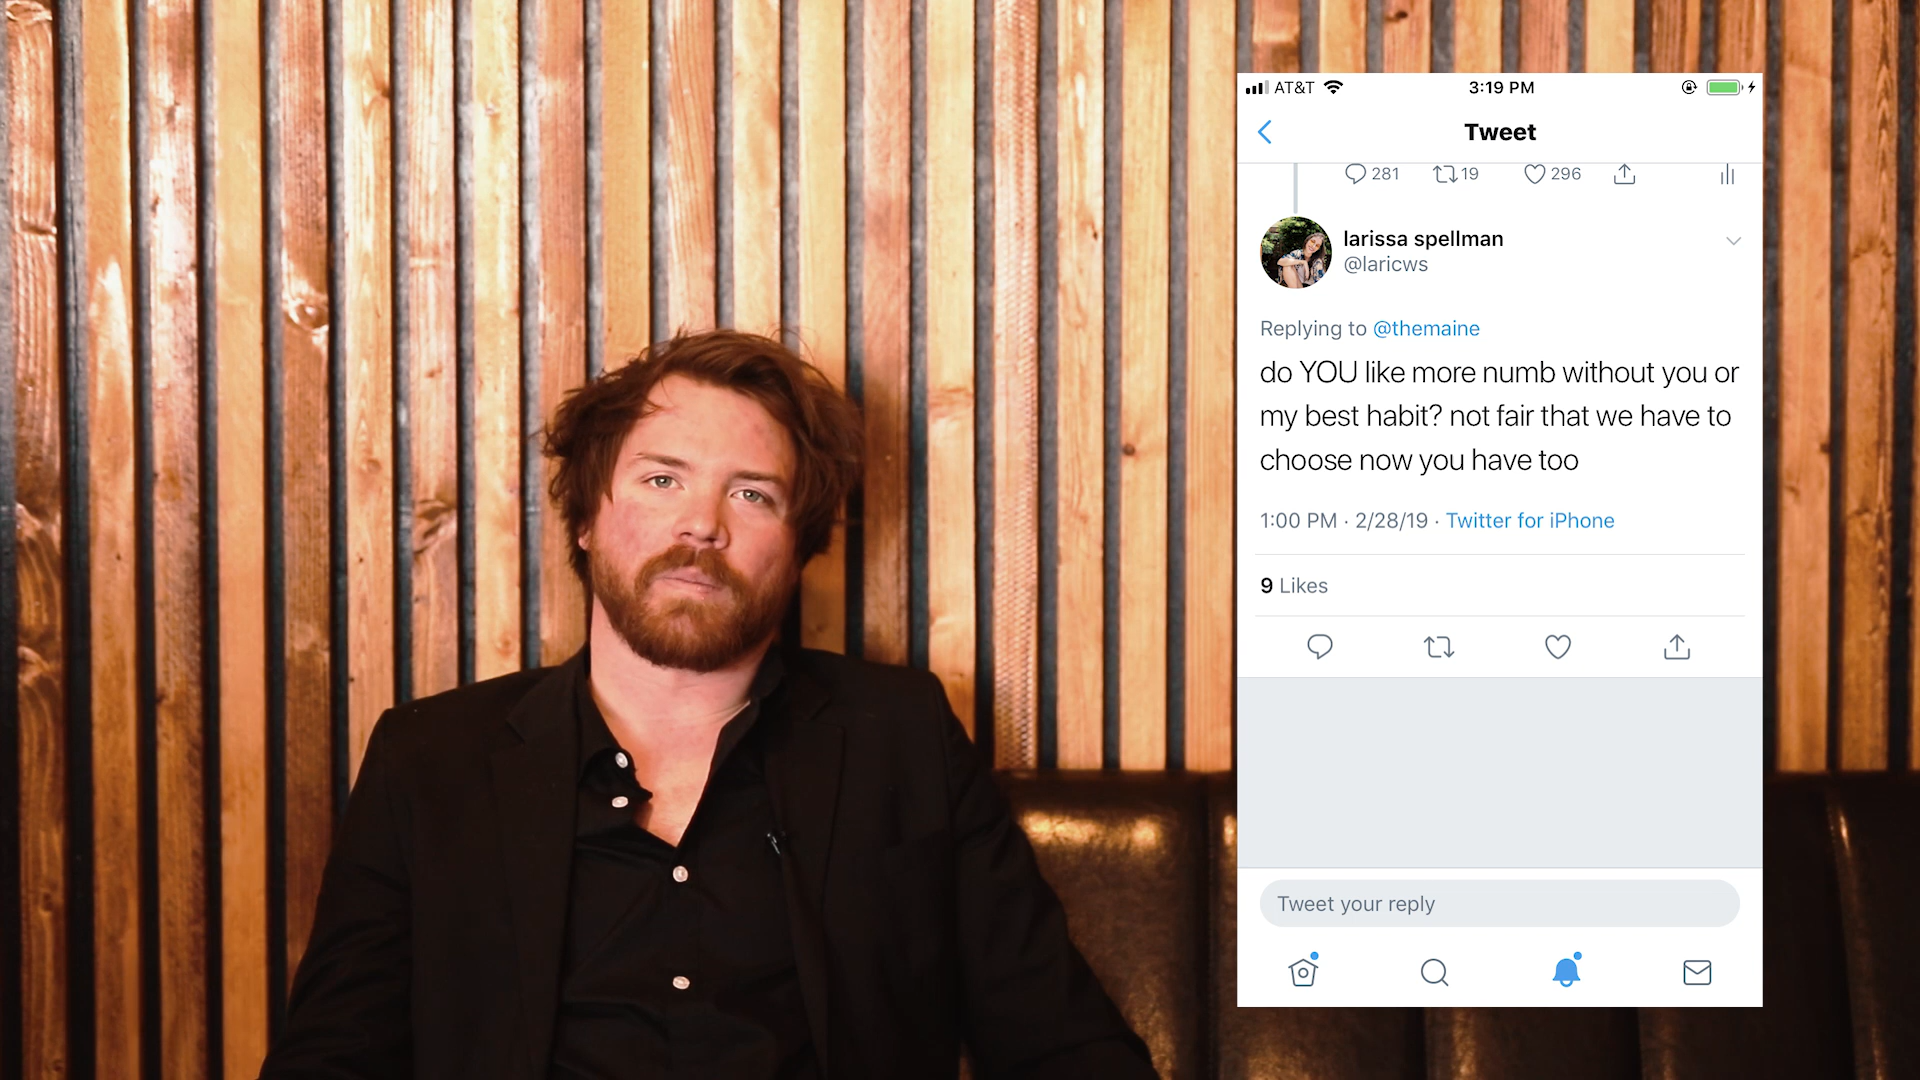 AT&T 3:19 PM
Tweet
281 19 296
larissa spellman
@laricws
Replying to @themaine
do YOU like more numb without you or
my best habit? not fair that we have to
choose now you have too
1:00 PM · 2/28/19 · Twitter for iPhone
9 Likes
Tweet your reply